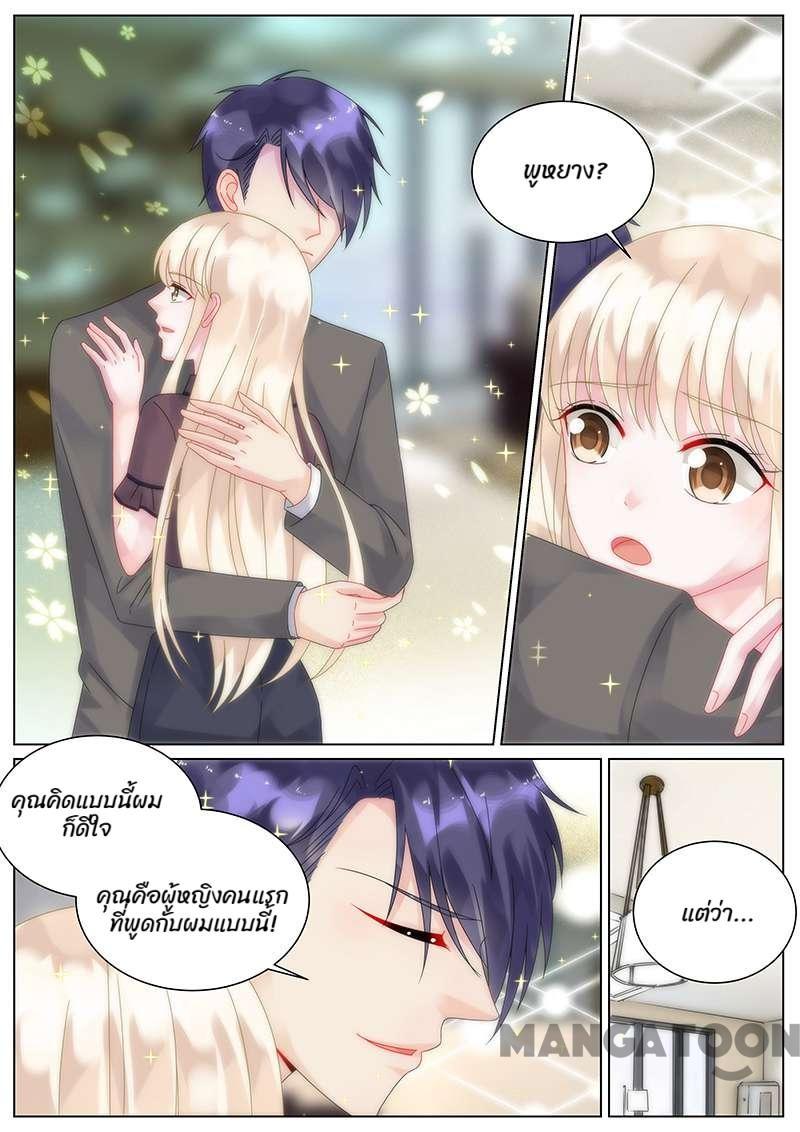 พูหยาง?
คุณคิดแบบนี้ผม
ก็ดีใจ
คุณคือผู้หญิงคนแรก
ที่พูดกับผมแบบนี้!
แต่ว่า...
MANGATOON